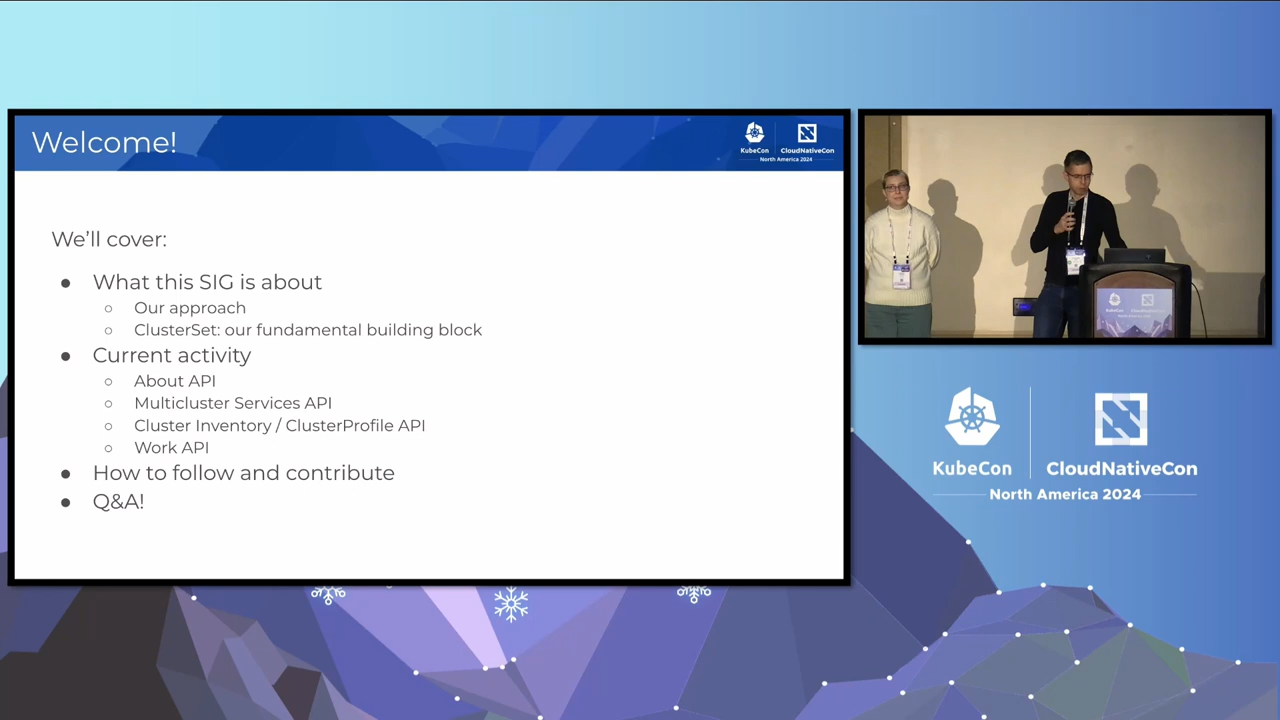 Welcome!
KubeCon
CloudNativeCon
North America 2024
We'll cover:
● What this SIG is about
○ Our approach
○ ClusterSet: our fundamental building block
● Current activity
○ About API
○ Multicluster Services API
○ Cluster Inventory / ClusterProfile API
○ Work API
● How to follow and contribute
● Q&A!
KubeCon
CloudNativeCon
North America 2024